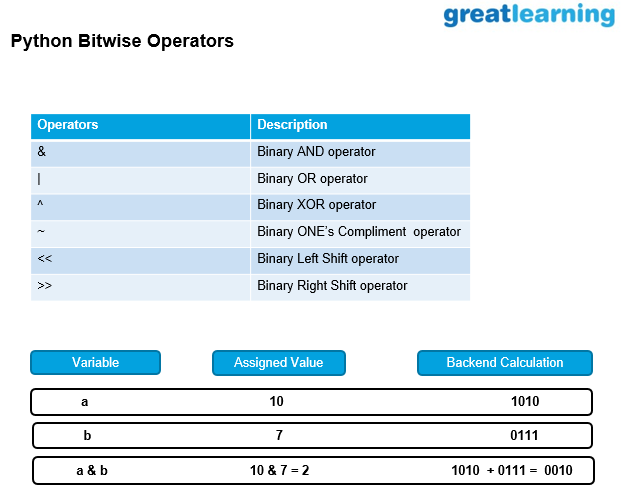 greatlearning
Python Bitwise Operators
Operators Description
& Binary AND operator
| Binary OR operator
^ Binary XOR operator
~ Binary ONE's Compliment operator
<< Binary Left Shift operator
>> Binary Right Shift operator
Variable Assigned Value Backend Calculation
a 10 1010
b 7 0111
a & b 10 & 7 = 2 1010 + 0111 = 0010